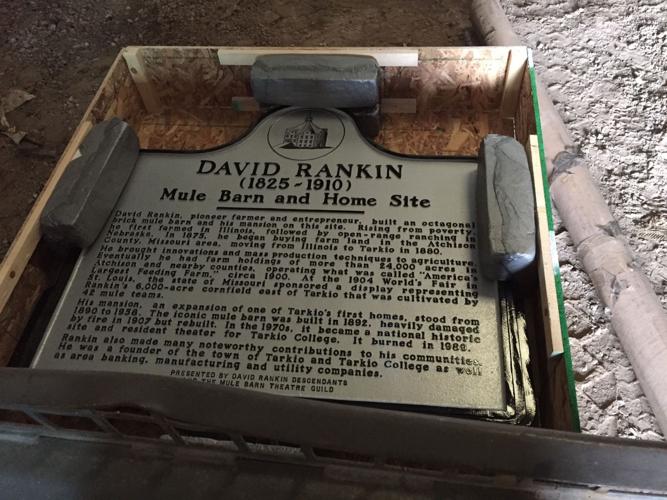 DAVID RANKIN
(1825-1910)
Mule Barn and Home Site
David Rankin, pioneer farmer and entrepreneur, built an octagonal
brick mule barn and his mansion on this site. Rising from poverty,
he first farmed in Illinois, followed by open-range ranching in
Nebraska. In 1875, he began buying farm land in the Atchison
County, Missouri area, moving from Illinois to Tarkio in 1880.
He brought innovations and mass production techniques to agriculture.
Eventually he had farm holdings of more than 24,000 acres in
Atchison and nearby counties, operating what was called "America's
Largest Feeding Farm," circa 1900. At the 1904 World's Fair in
St. Louis, the state of Missouri sponsored a display representing
Rankin's 6,000-acre cornfield east of Tarkio that was cultivated by
42 mule teams.
His mansion, an expansion of one of Tarkio's first homes, stood from
1890 to 1938. The iconic mule barn was built in 1892, heavily damaged
by fire in 1907 but rebuilt. In the 1970s, it became a national historic
site and resident theater for Tarkio College. It burned in 1989.
Rankin also made many noteworthy contributions to his communities.
He was a founder of the town of Tarkio and Tarkio College as well
as area banking, manufacturing and utility companies.
PRESENTED BY DAVID RANKIN DESCENDANTS
THE MULE BARN THEATRE GUILD